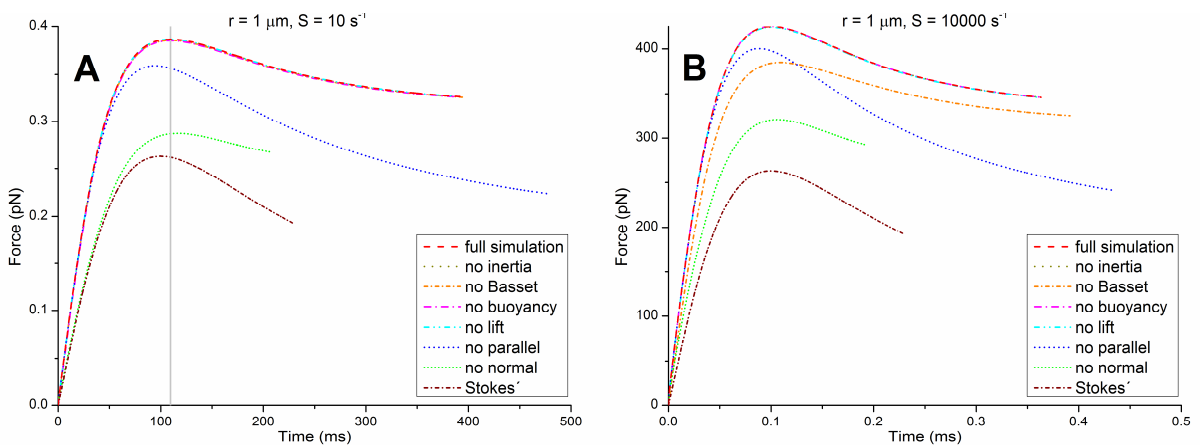 r = 1 μm, S = 10 s⁻¹
A
0.4
0.3
0.2
0.1
0.0
Force (pN)
0
100
200
300
400
500
Time (ms)
full simulation
no inertia
no Basset
no buoyancy
no lift
no parallel
no normal
Stokes´
r = 1 μm, S = 10000 s⁻¹
B
400
300
200
100
0
Force (pN)
0.0
0.1
0.2
0.3
0.4
0.5
Time (ms)
full simulation
no inertia
no Basset
no buoyancy
no lift
no parallel
no normal
Stokes´